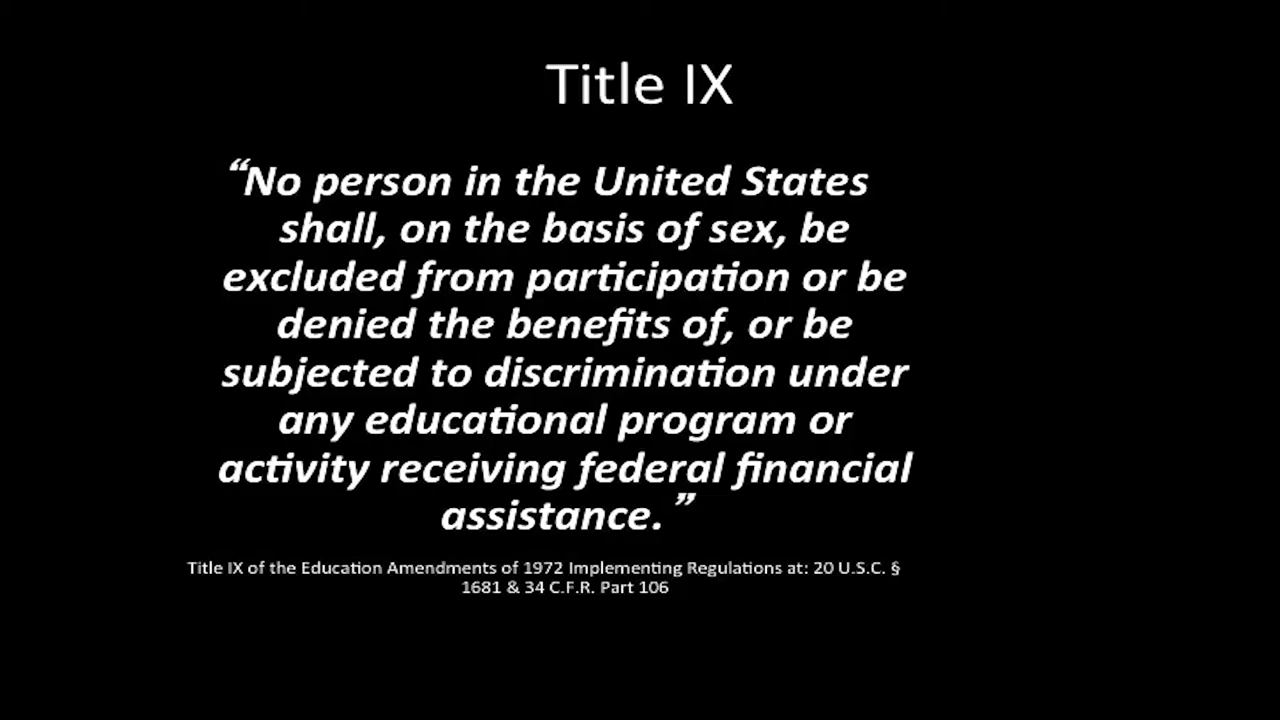 Title IX
“No person in the United States
shall, on the basis of sex, be
excluded from participation or be
denied the benefits of, or be
subjected to discrimination under
any educational program or
activity receiving federal financial
assistance.”
Title IX of the Education Amendments of 1972 Implementing Regulations at: 20 U.S.C. §
1681 & 34 C.F.R. Part 106